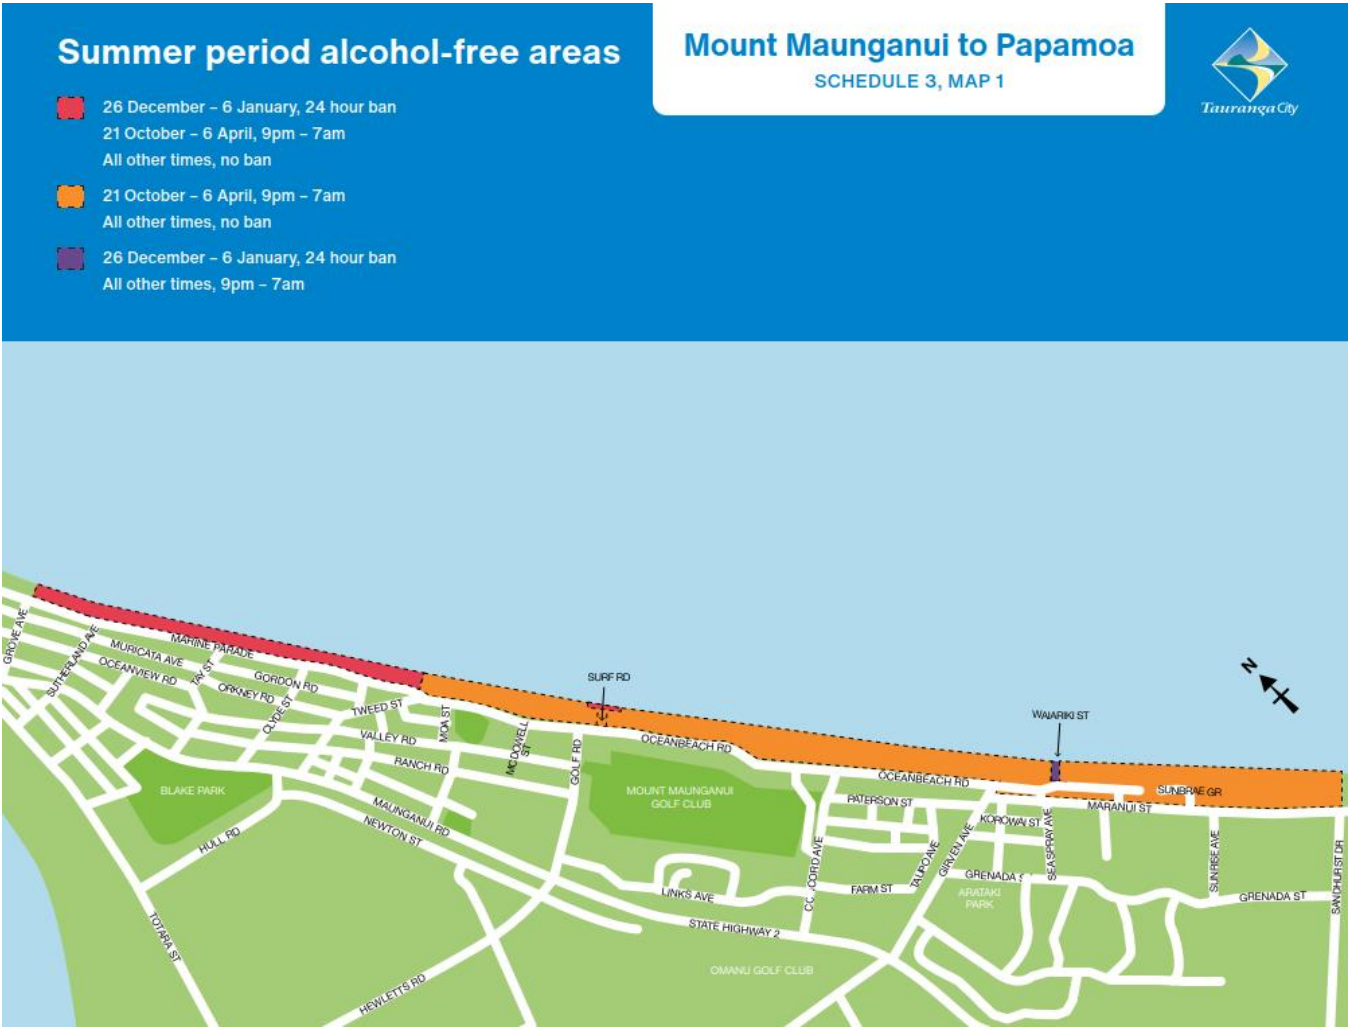 Summer period alcohol-free areas
26 December – 6 January, 24 hour ban
21 October – 6 April, 9pm – 7am
All other times, no ban
21 October – 6 April, 9pm – 7am
All other times, no ban
26 December – 6 January, 24 hour ban
All other times, 9pm – 7am
Mount Maunganui to Papamoa
SCHEDULE 3, MAP 1
Tauranga City
GROVE AVE
SUTHERLAND AVE
MARINE PARADE
MURICATA AVE
OCEANVIEW RD
TAY ST
GORDON RD
ORKNEY RD
CLYDE ST
TWEED ST
VALLEY RD
MOA ST
RANCH RD
MCDOWELL
ST
GOLF RD
SURF RD
OCEANBEACH RD
MOUNT MAUNGANUI
GOLF CLUB
BLAKE PARK
HULL RD
MAUNGANUI RD
NEWTON ST
TOTARA ST
HEWLETTS RD
LINKS AVE
STATE HIGHWAY 2
OMANU GOLF CLUB
OCEANBEACH RD
PATERSON ST
FARM ST
TAUPO AVE
GIRVEN AVE
KOROWAI ST
SEASPRAY AVE
GRENADA S
ARATAKI
PARK
N
WAIARIKI ST
SUNBRAE GR
MARANUI ST
SUNRISE AVE
GRENADA ST
SANDHURST DR